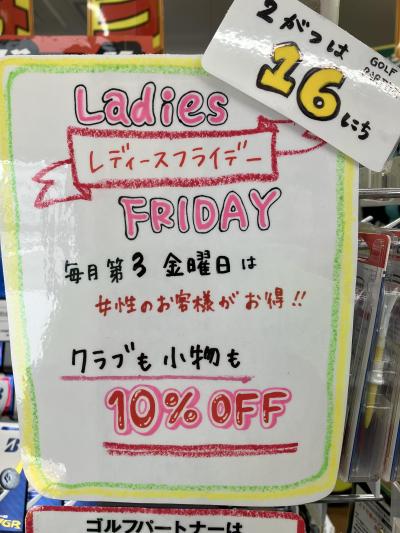 2がつは
16
にち
GOLF
Ladies
レディースフライデー
FRIDAY
毎月第3 金曜日は
女性のお客様がお得!!
クラブも 小物も
10% OFF
ゴルフパートナーは